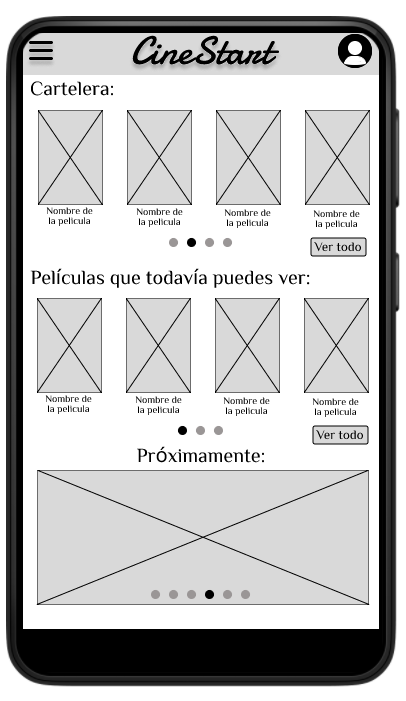 CineStart
Cartelera:
Nombre de
la pelicula
Nombre de
la pelicula
Nombre de
la pelicula
Nombre de
la pelicula
Ver todo
Películas que todavía puedes ver:
Nombre de
la pelicula
Nombre de
la pelicula
Nombre de
la pelicula
Nombre de
la pelicula
Ver todo
Próximamente: